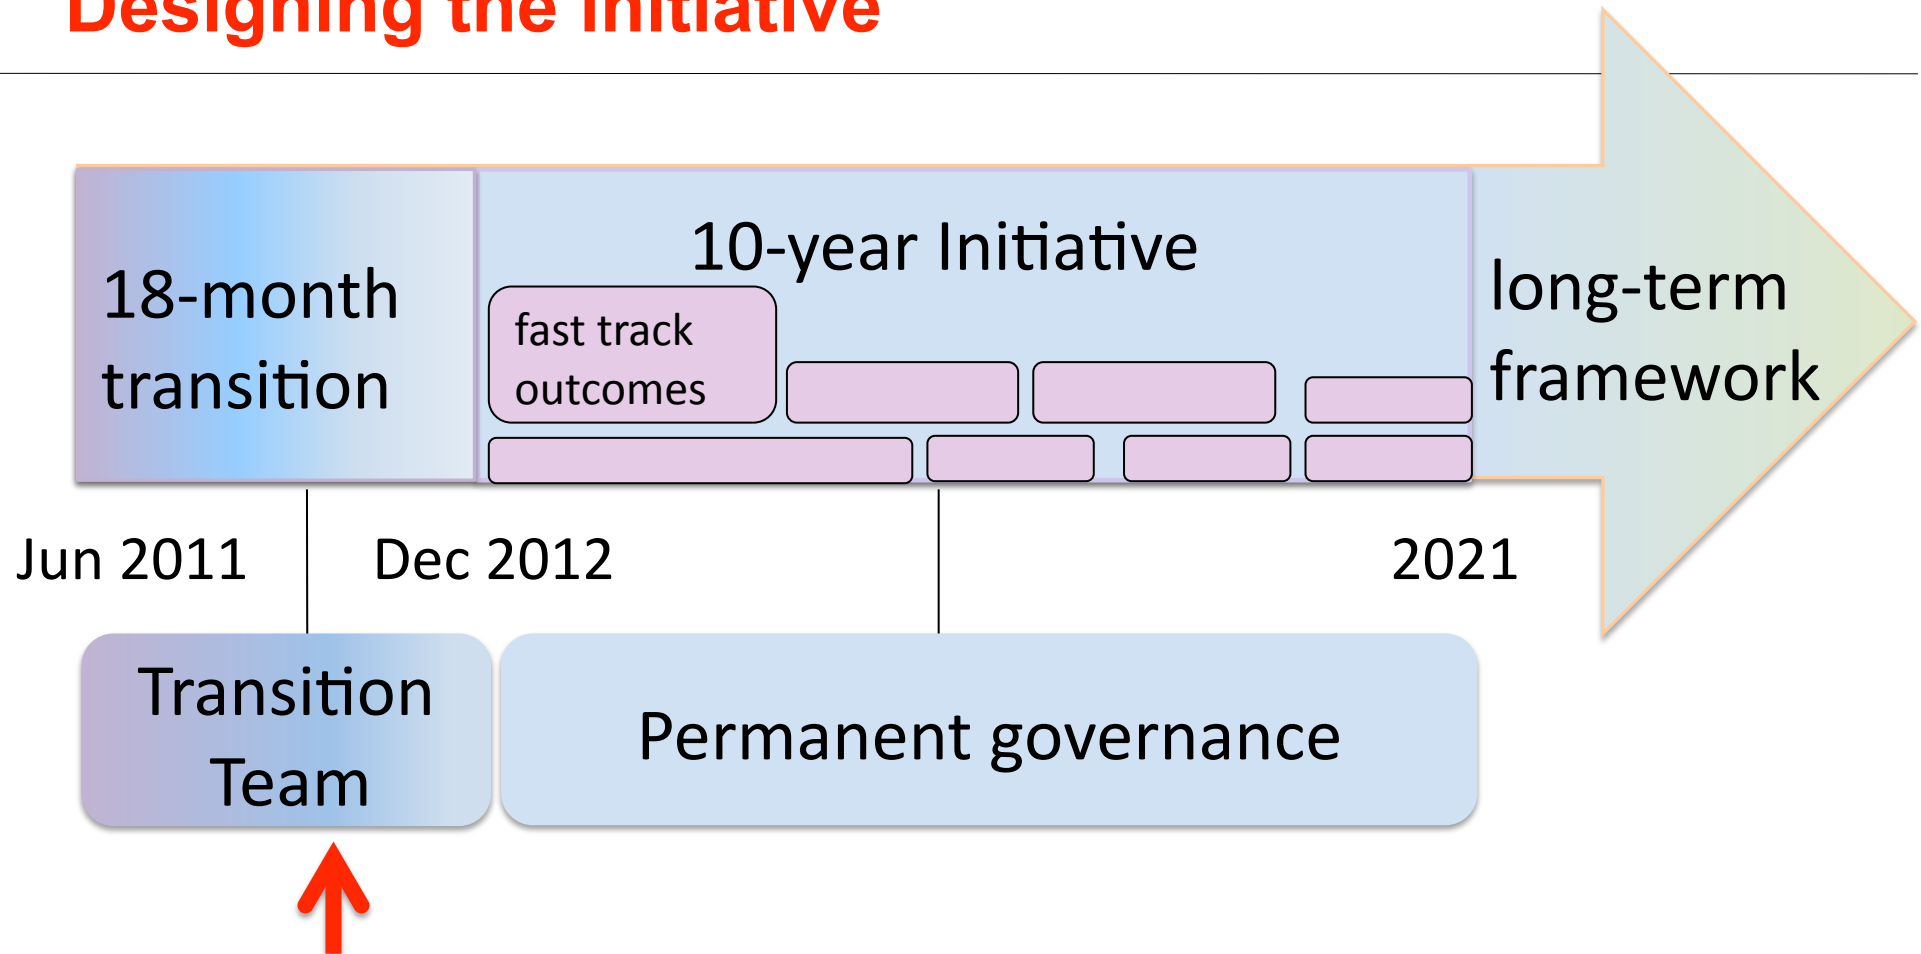 Designing the Initiative
10-year Initiative
18-month
transition
long-term
framework
fast track
outcomes
Jun 2011
Dec 2012
2021
Transition
Team
Permanent governance